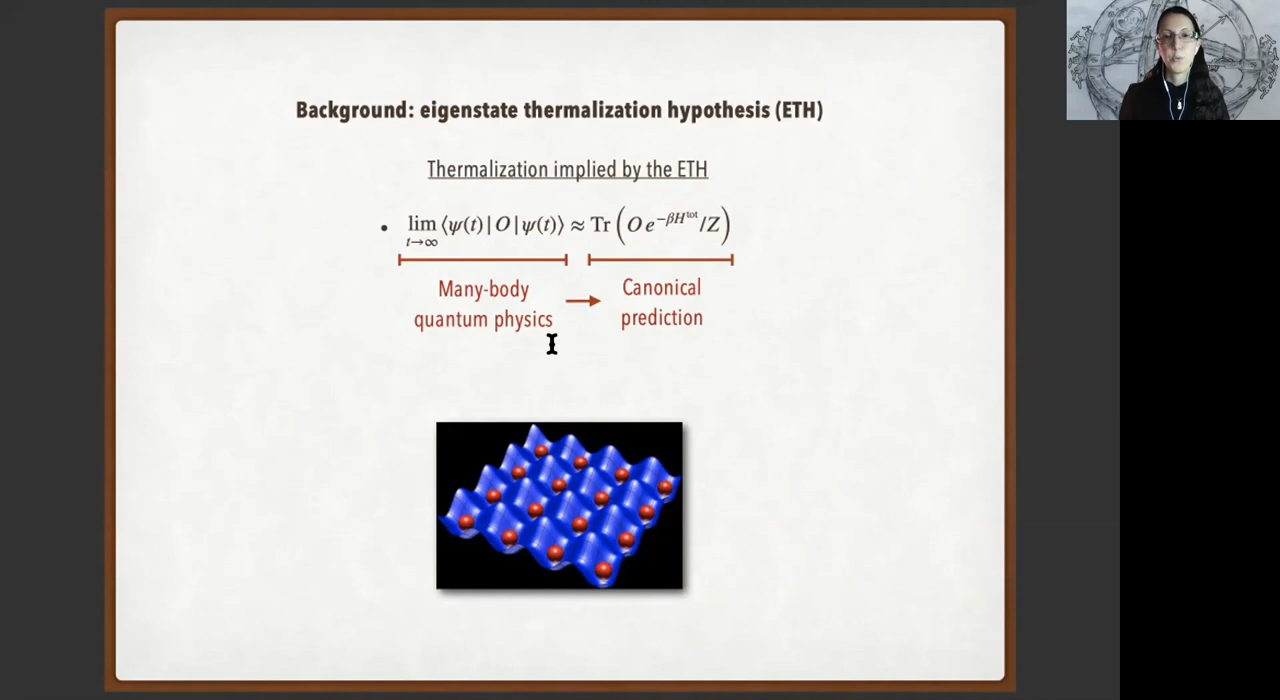 Background: eigenstate thermalization hypothesis (ETH)
Thermalization implied by the ETH
• lim t→∞ ⟨ψ(t)|O|ψ(t)⟩ ≈ Tr (O e^{−βH^{tot}}/Z)
Many-body
quantum physics
→
Canonical
prediction